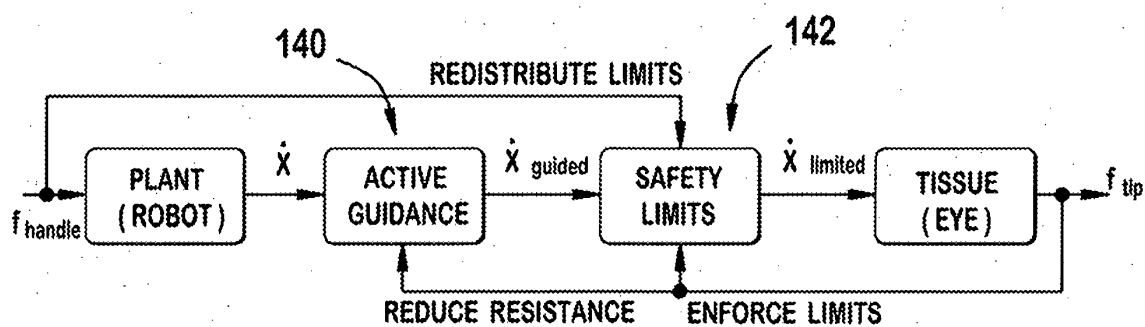 140
142
REDISTRIBUTE LIMITS
f handle
PLANT
(ROBOT)
Ẋ
ACTIVE
GUIDANCE
Ẋ guided
SAFETY
LIMITS
Ẋ limited
TISSUE
(EYE)
f tip
REDUCE RESISTANCE
ENFORCE LIMITS